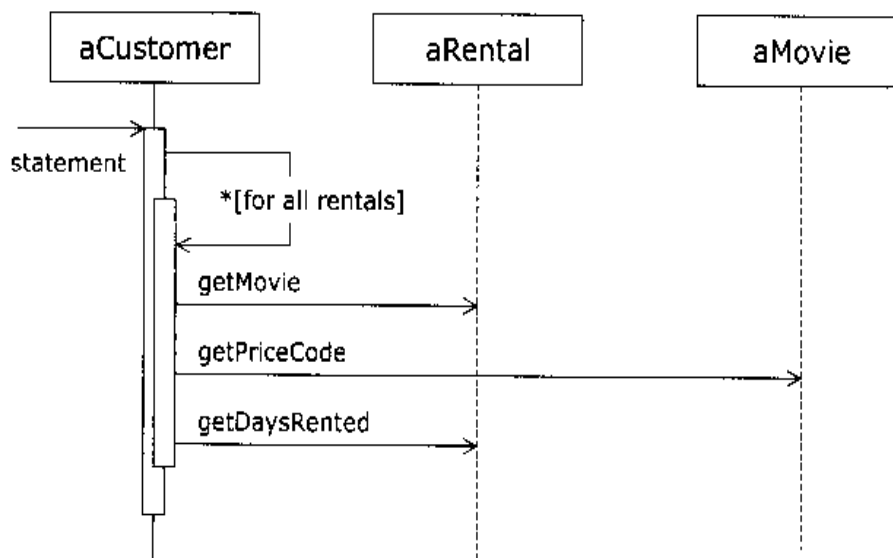 aCustomer
aRental
aMovie
statement
*[for all rentals]
getMovie
getPriceCode
getDaysRented